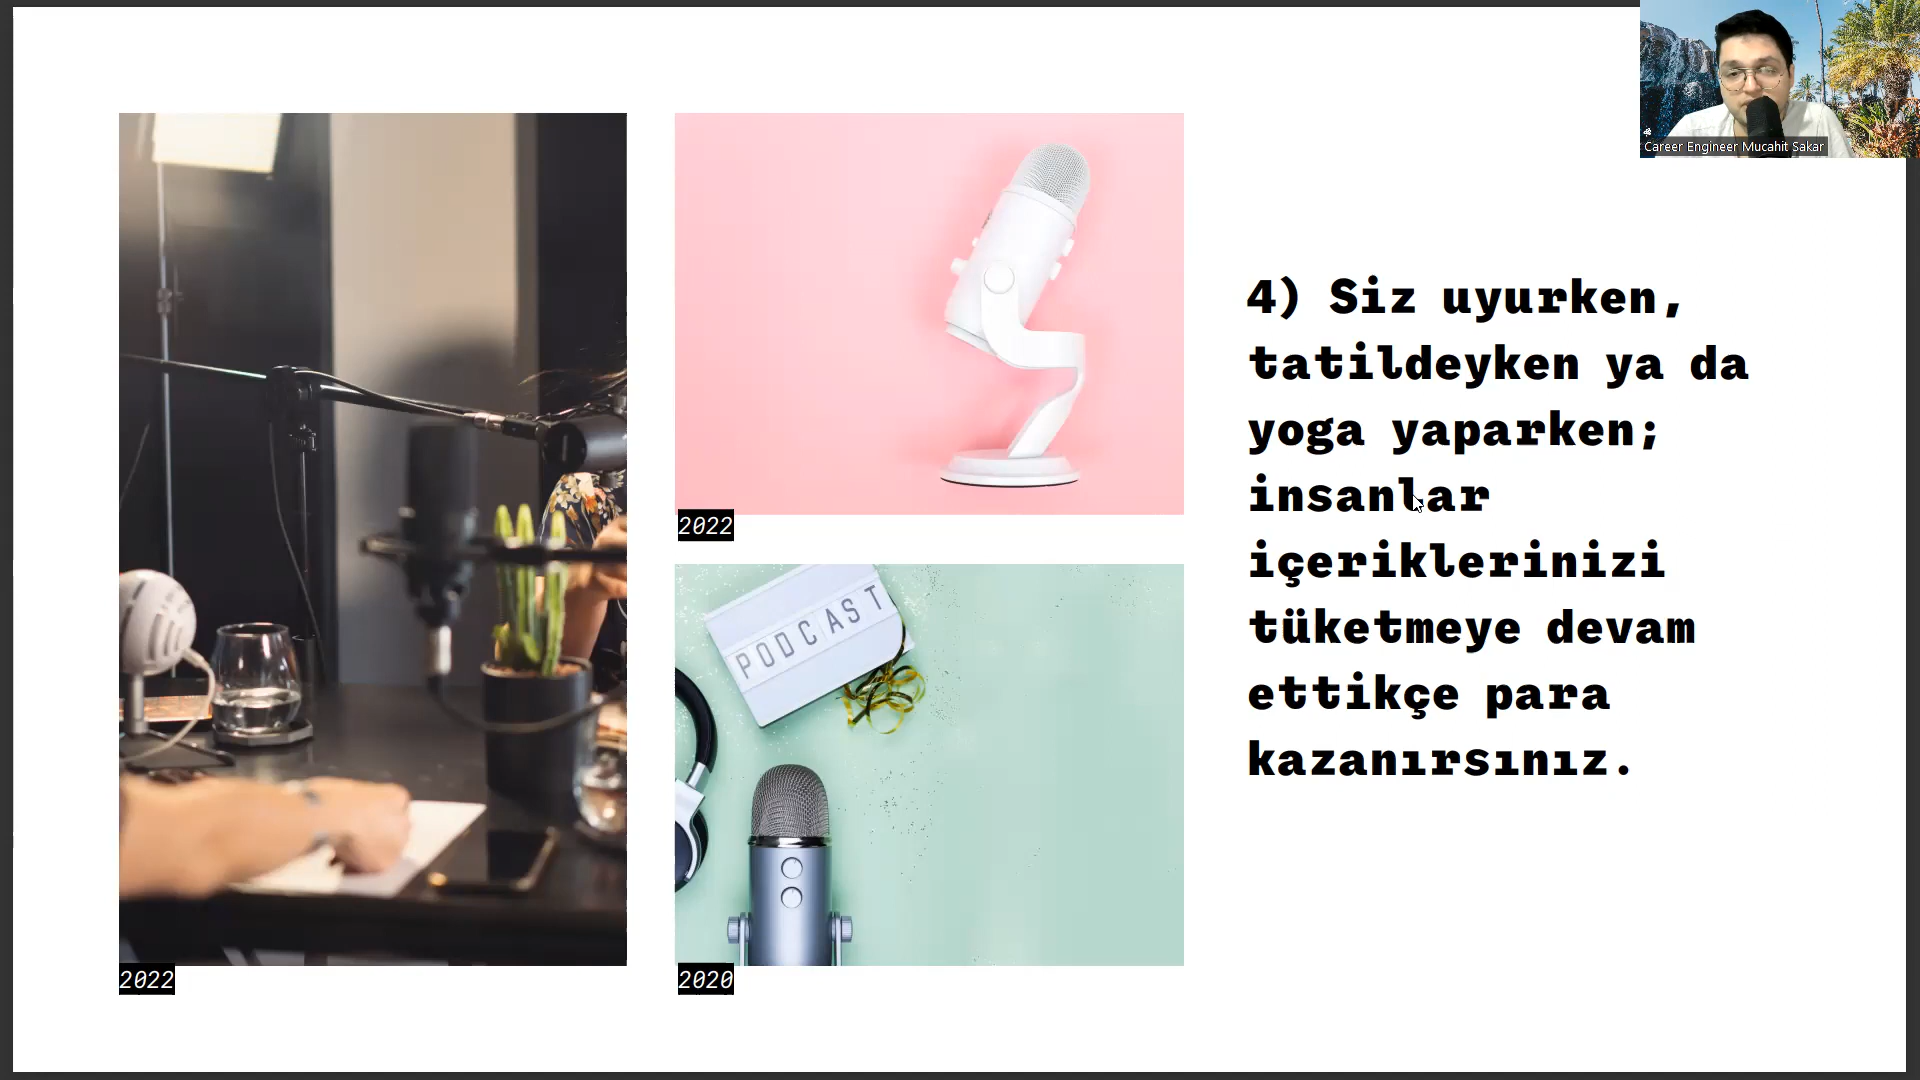 Career Engineer Mucahit Sakar
4) Siz uyurken,
tatildeyken ya da
yoga yaparken;
insanlar
içeriklerinizi
tüketmeye devam
ettikçe para
kazanırsınız.
2022
PODCAST
2022
2020